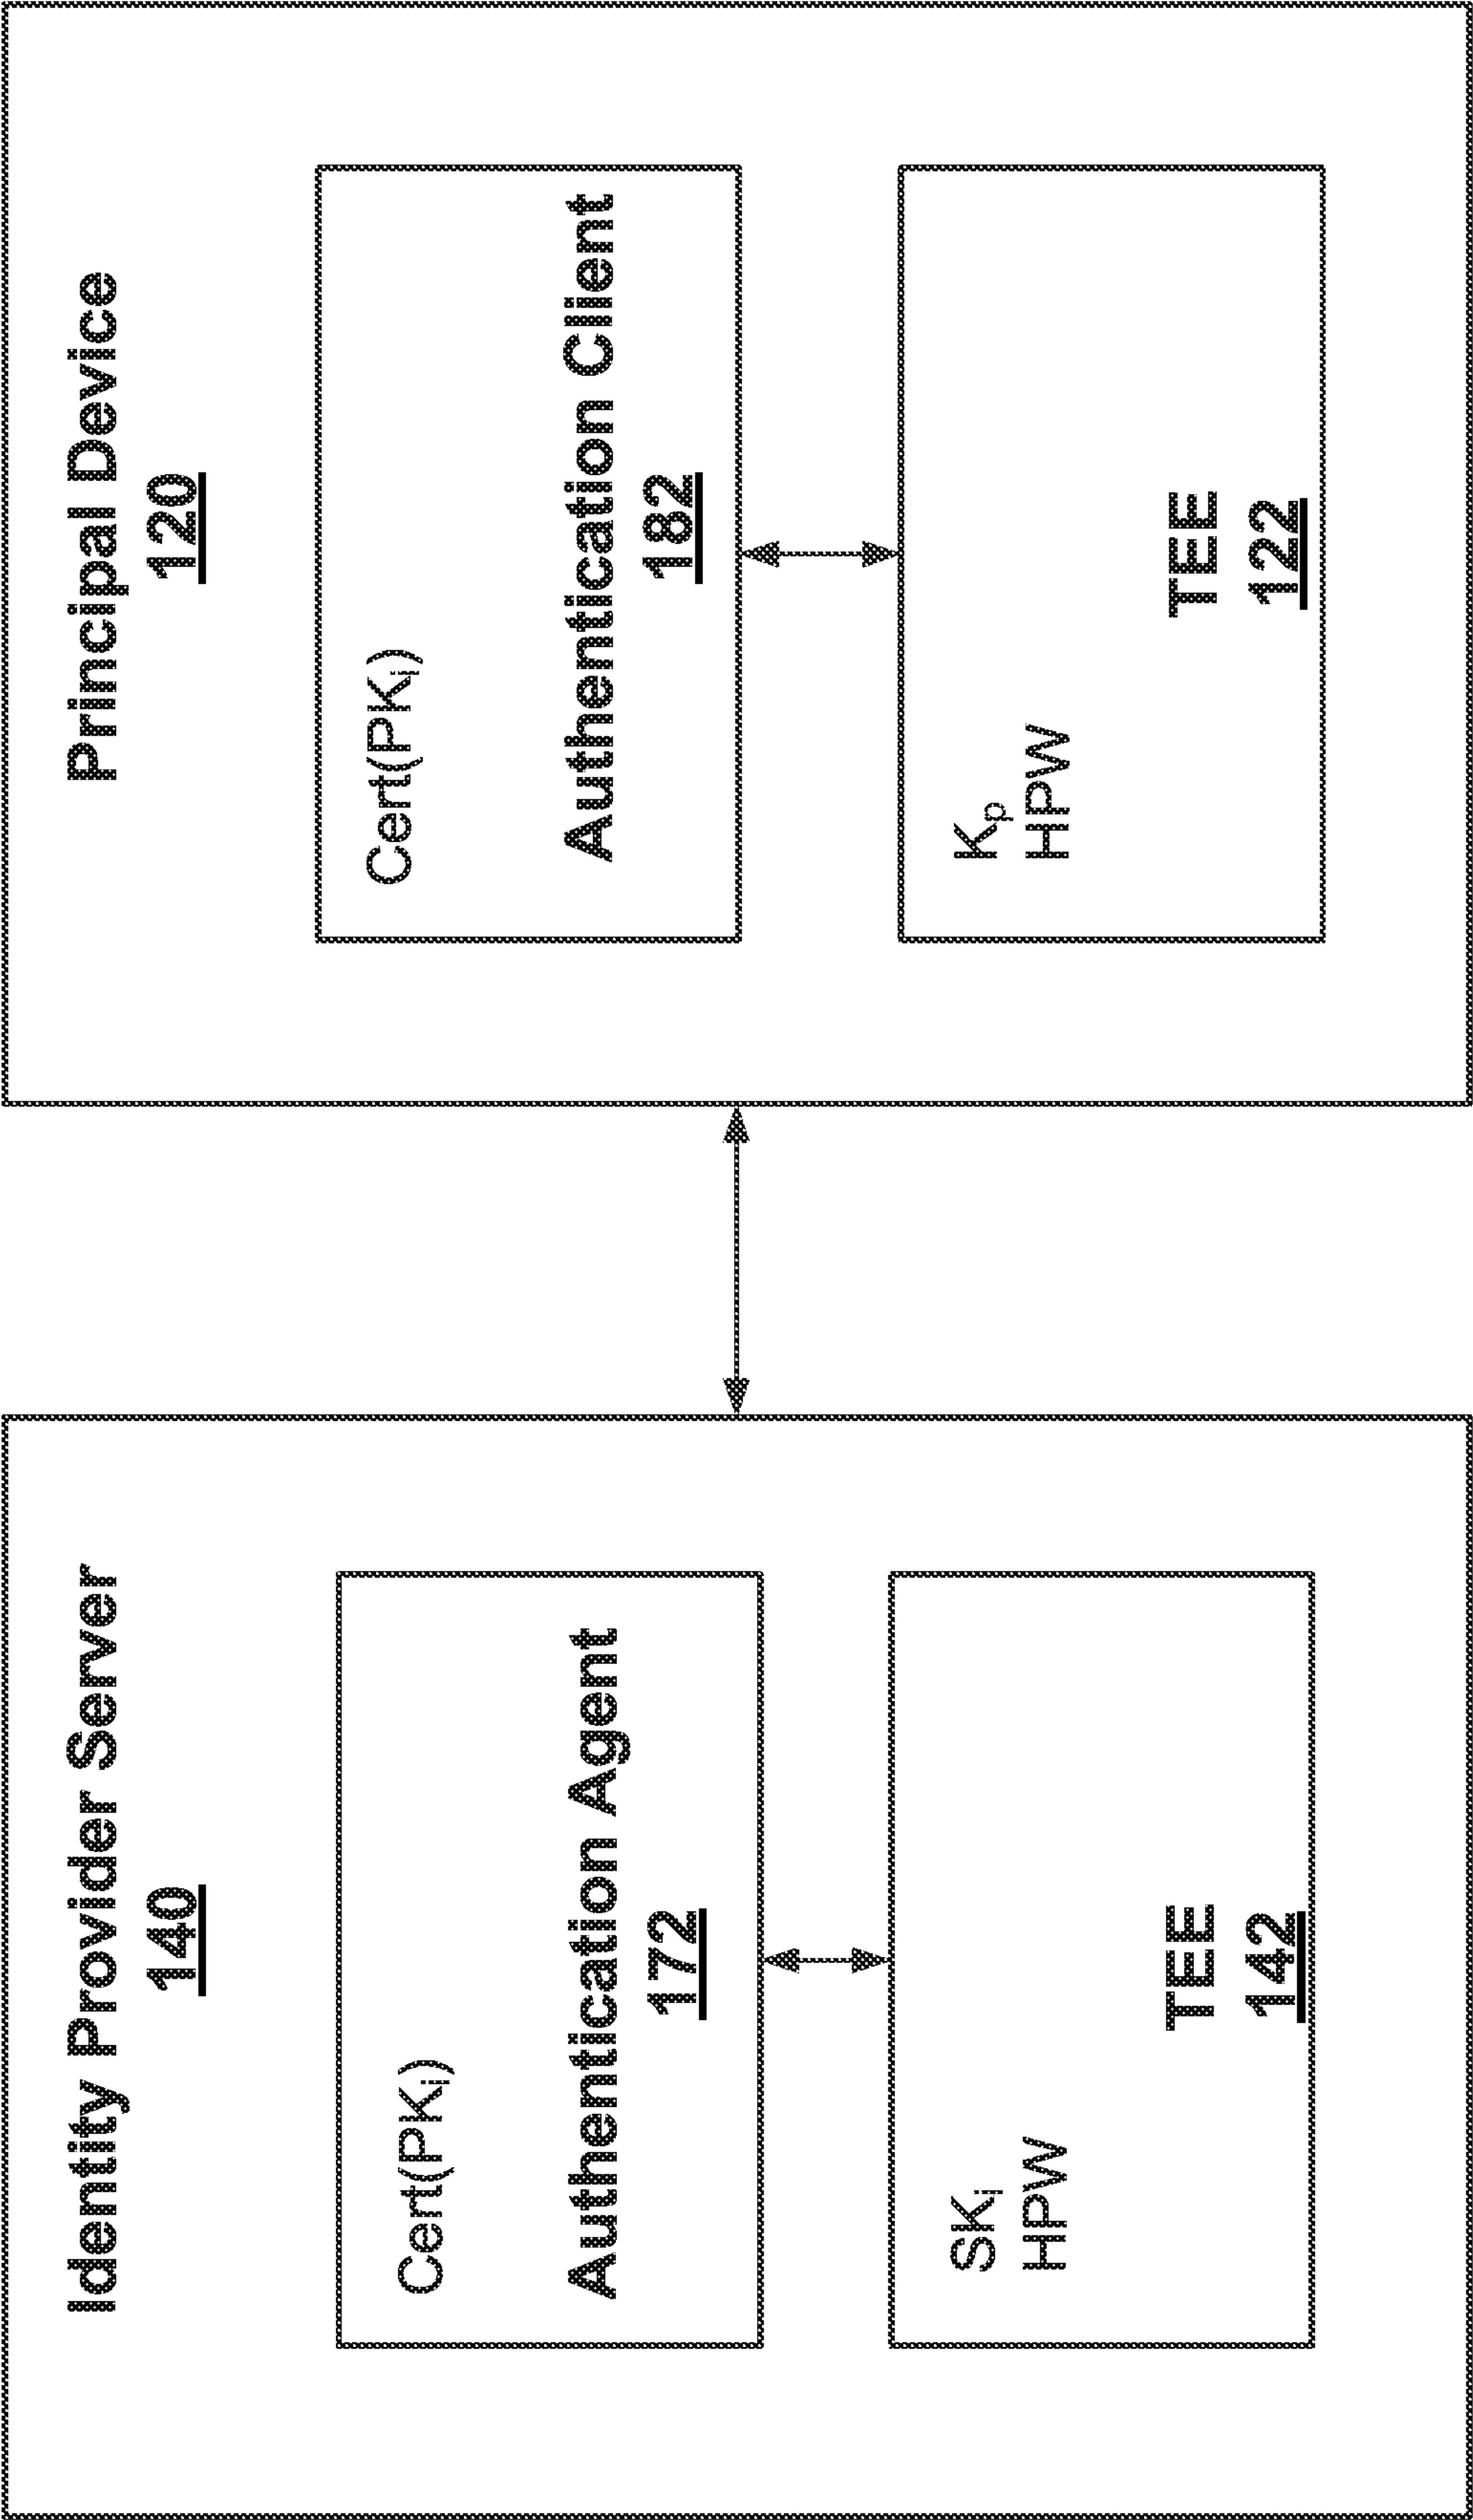 Identity Provider Server
140
Cert(PKᵢ)
Authentication Agent
172
SKᵢ
HPW
TEE
142
Principal Device
120
Cert(PKᵢ)
Authentication Client
182
Kₚ
HPW
TEE
122